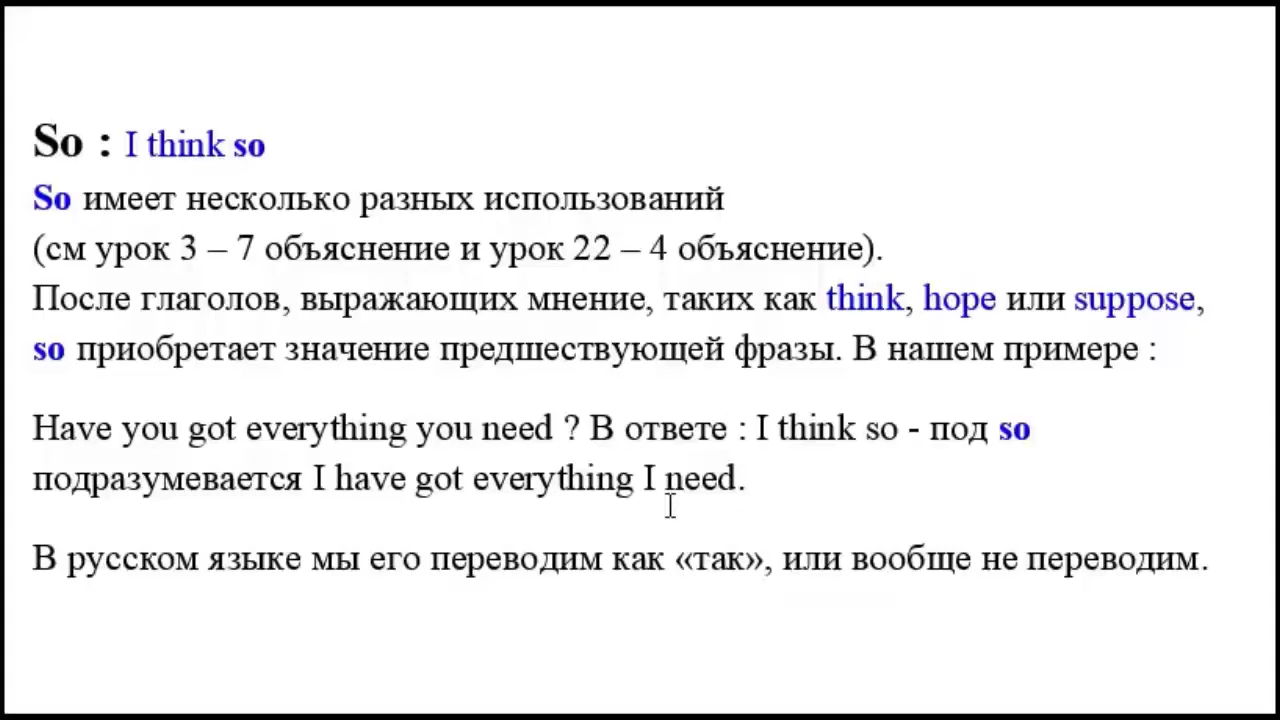 So : I think so
So имеет несколько разных использований
(см урок 3 – 7 объяснение и урок 22 – 4 объяснение).
После глаголов, выражающих мнение, таких как think, hope или suppose,
so приобретает значение предшествующей фразы. В нашем примере :
Have you got everything you need ? В ответе : I think so - под so
подразумевается I have got everything I need.
В русском языке мы его переводим как «так», или вообще не переводим.